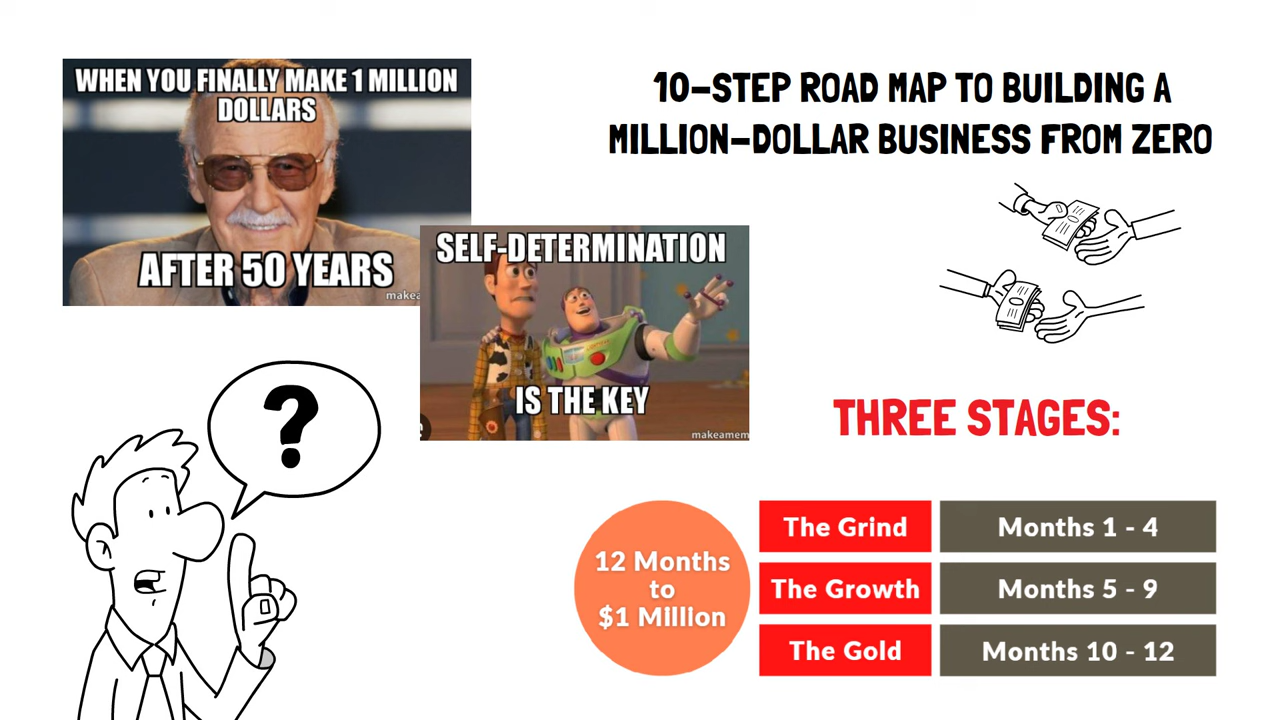 WHEN YOU FINALLY MAKE 1 MILLION
DOLLARS
AFTER 50 YEARS
makea
SELF-DETERMINATION
IS THE KEY
makeamem
10-STEP ROAD MAP TO BUILDING A
MILLION-DOLLAR BUSINESS FROM ZERO
?
THREE STAGES:
12 Months
to
$1 Million
The Grind Months 1 - 4
The Growth Months 5 - 9
The Gold Months 10 - 12